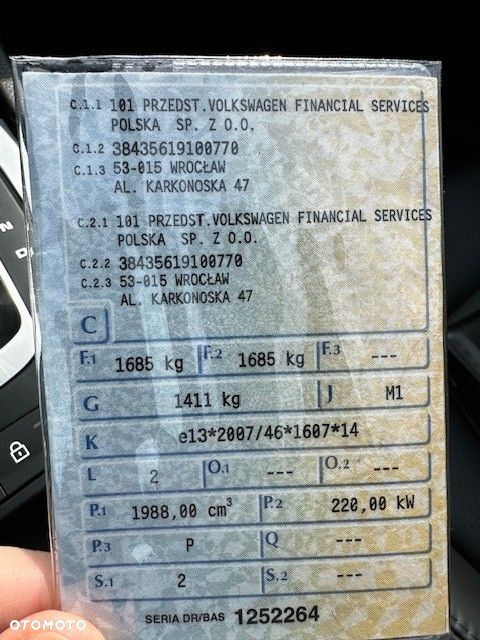 C.1.1 101 PRZEDST.VOLKSWAGEN FINANCIAL SERVICES
POLSKA SP. Z O.O.
C.1.2 38435619100770
C.1.3 53-015 WROCŁAW
AL. KARKONOSKA 47
C.2.1 101 PRZEDST.VOLKSWAGEN FINANCIAL SERVICES
POLSKA SP. Z O.O.
C.2.2 38435619100770
C.2.3 53-015 WROCŁAW
AL. KARKONOSKA 47
C
F.1 1685 kg F.2 1685 kg F.3 ---
G 1411 kg J M1
K e13*2007/46*1607*14
L 2 O.1 --- O.2 ---
P.1 1988,00 cm³ P.2 220,00 kW
P.3 P Q ---
S.1 2 S.2 ---
SERIA DR/BAS 1252264
N
D
OTOMOTO